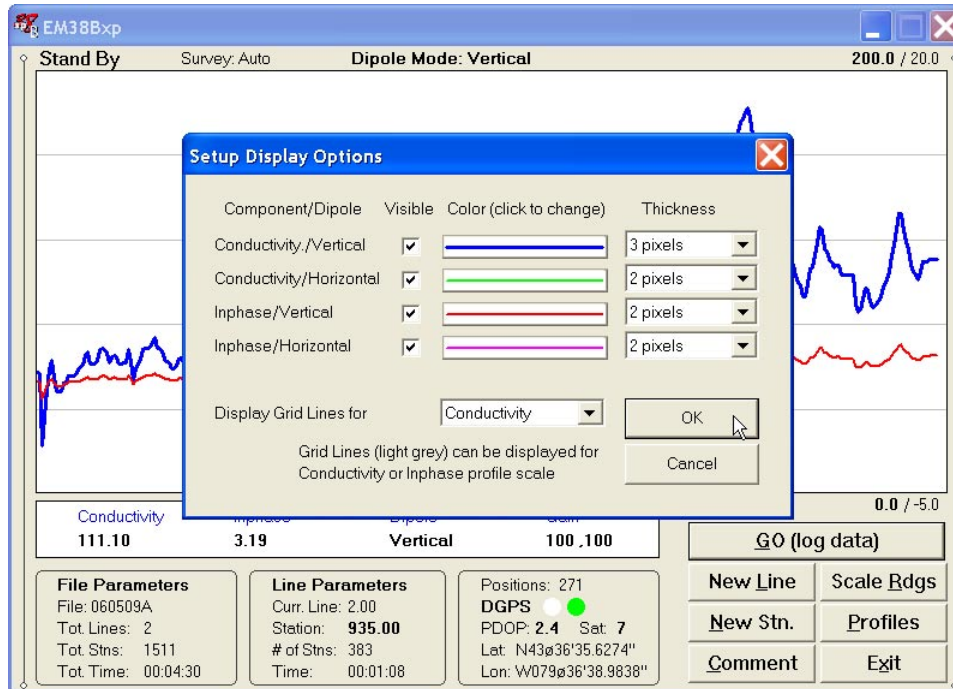 EM38Bxp
Stand By Survey: Auto Dipole Mode: Vertical 200.0 / 20.0
Setup Display Options
Component/Dipole Visible Color (click to change) Thickness
Conductivity./Vertical 3 pixels
Conductivity/Horizontal 2 pixels
Inphase/Vertical 2 pixels
Inphase/Horizontal 2 pixels
Display Grid Lines for Conductivity OK
Grid Lines (light grey) can be displayed for
Conductivity or Inphase profile scale
Cancel
0.0 / -5.0
Conductivity
111.10 3.19 Vertical 100 ,100
GO (log data)
File Parameters
File: 060509A
Tot. Lines: 2
Tot. Stns: 1511
Tot. Time: 00:04:30
Line Parameters
Curr. Line: 2.00
Station: 935.00
# of Stns: 383
Time: 00:01:08
Positions: 271
DGPS
PDOP: 2.4 Sat: 7
Lat: N43ø36'35.6274"
Lon: W079ø36'38.9838"
New Line Scale Rdgs
New Stn. Profiles
Comment Exit